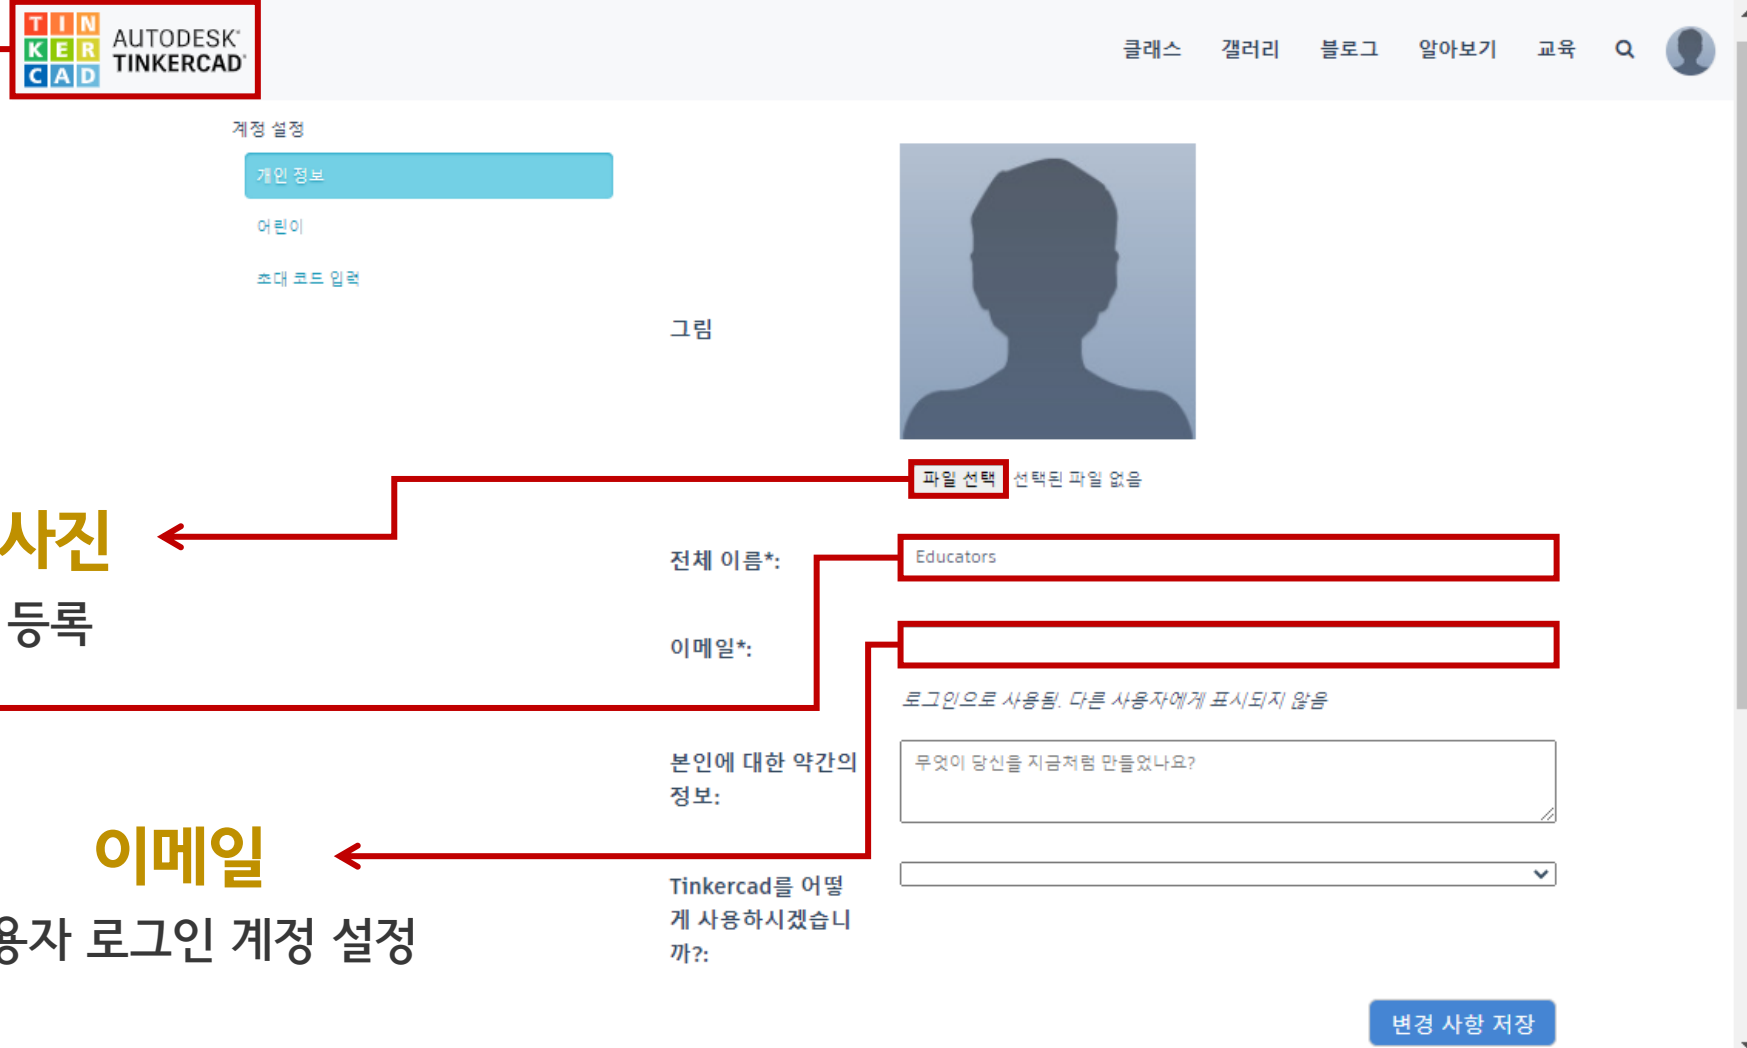 TIN
KER
CAD
AUTODESK®
TINKERCAD®
클래스 갤러리 블로그 알아보기 교육
계정 설정
개인 정보
어린이
초대 코드 입력
그림
파일 선택 선택된 파일 없음
사진
등록
전체 이름*: Educators
이메일*:
로그인으로 사용됨. 다른 사용자에게 표시되지 않음
본인에 대한 약간의
정보:
무엇이 당신을 지금처럼 만들었나요?
이메일
용자 로그인 계정 설정
Tinkercad를 어떻
게 사용하시겠습니
까?:
변경 사항 저장